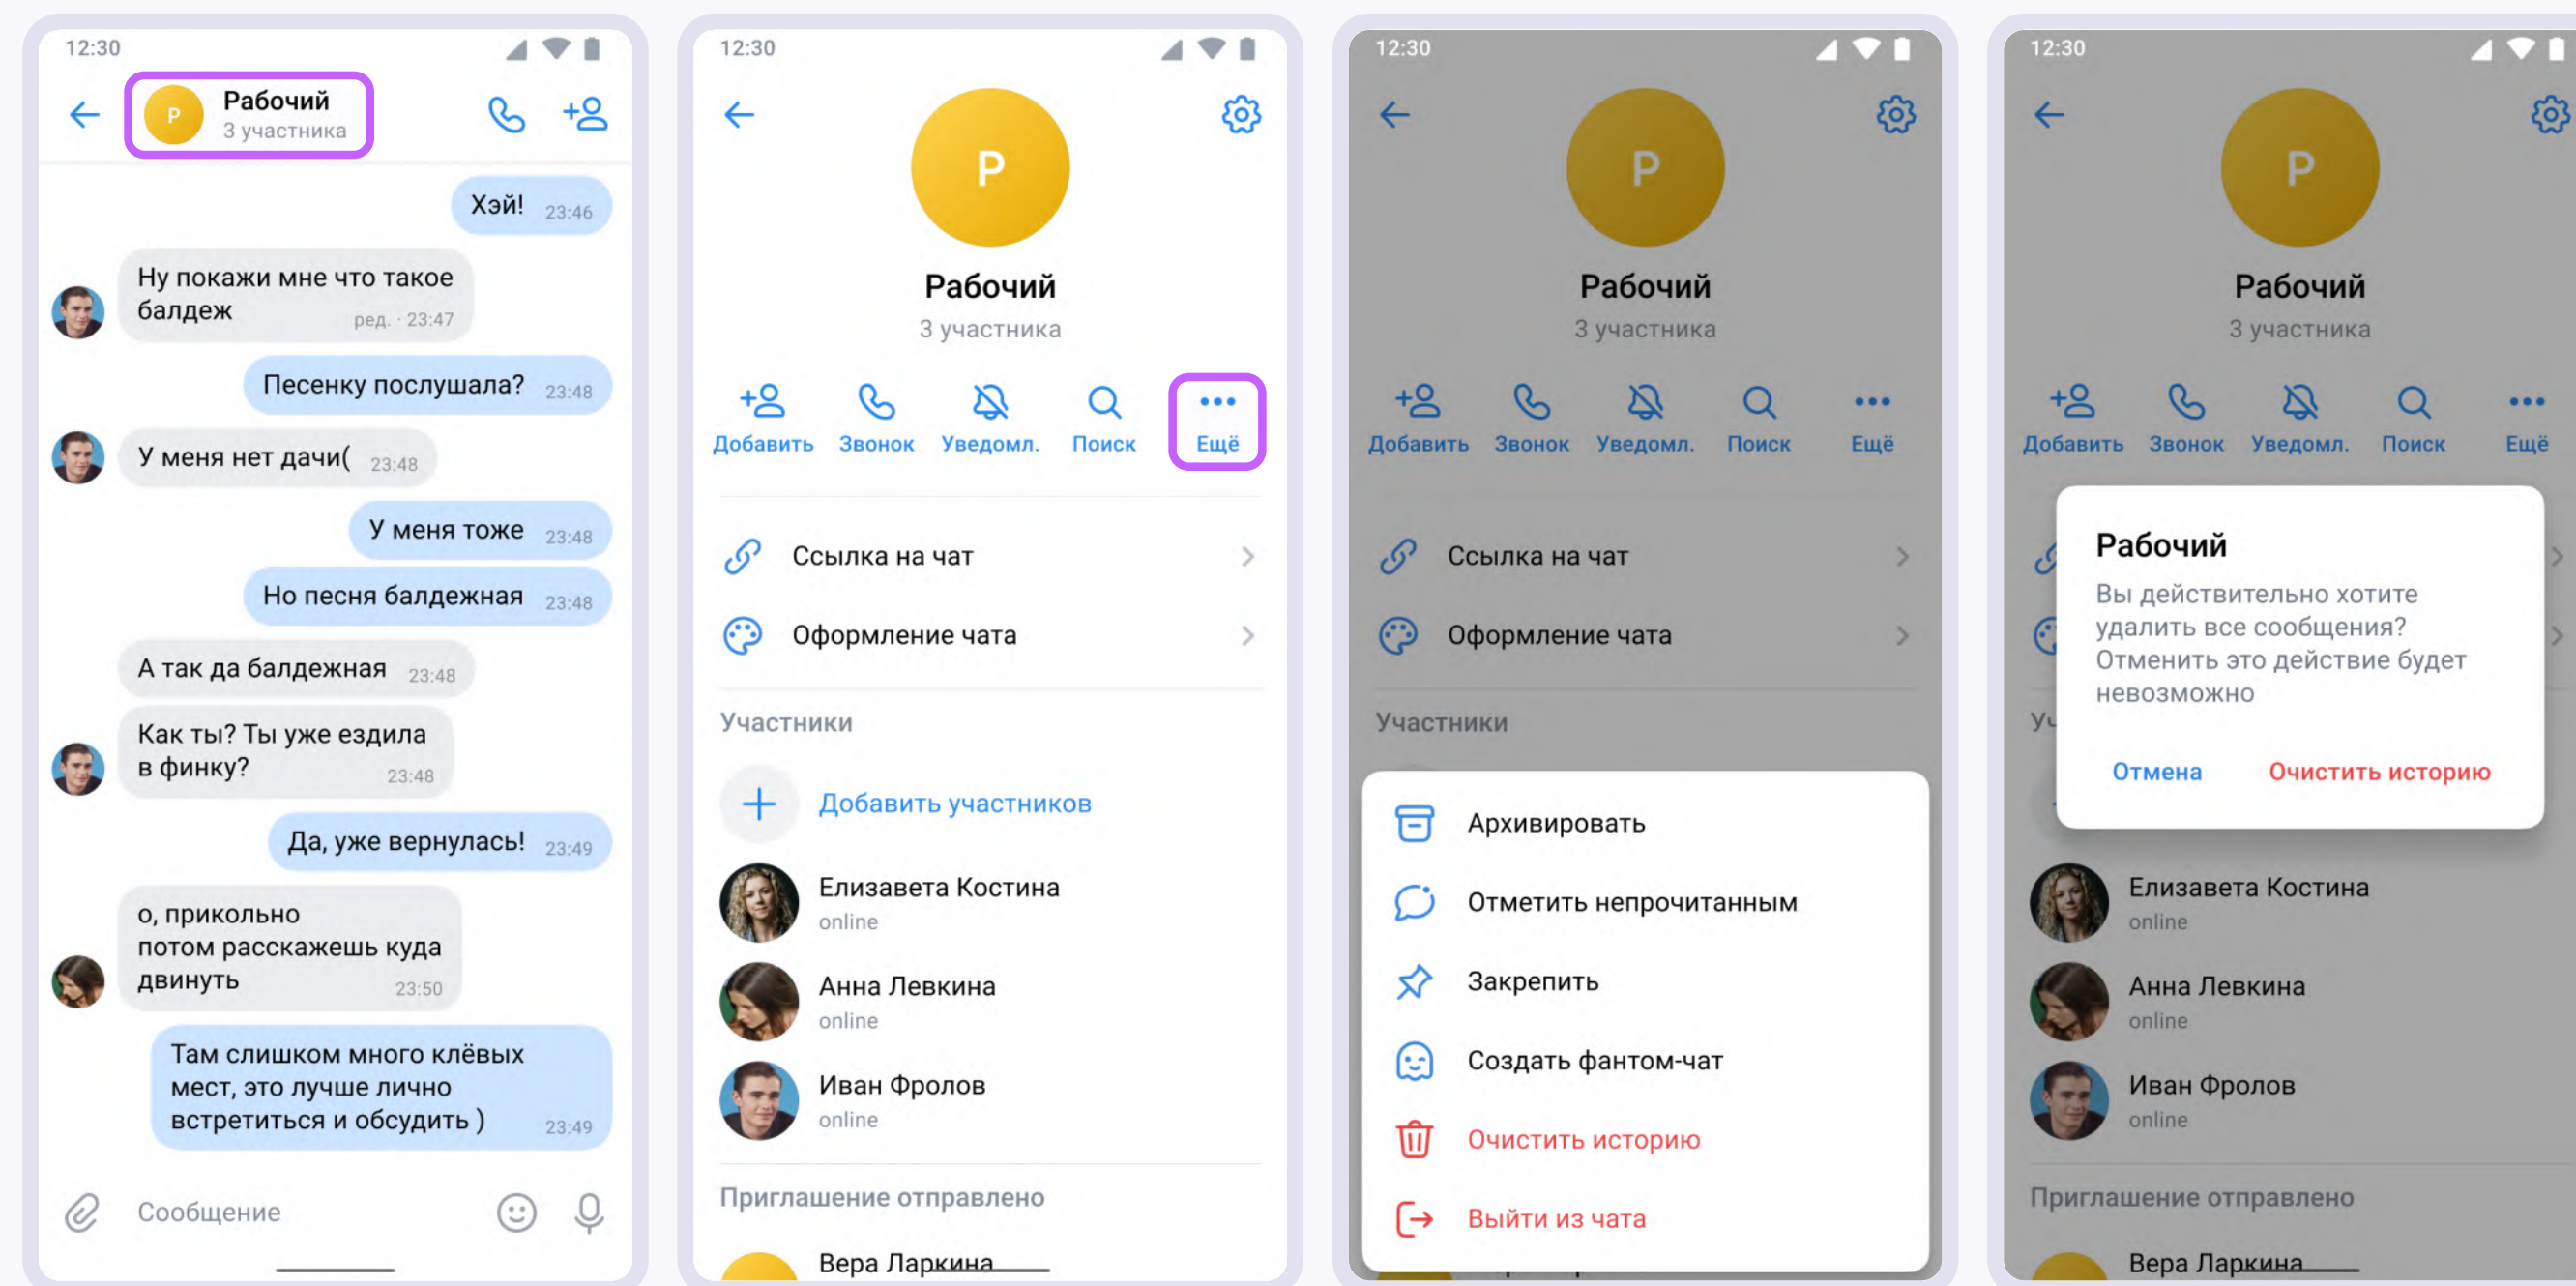 12:30
Р
Рабочий
3 участника
Хэй! 23:46
Ну покажи мне что такое
балдеж
ред. · 23:47
Песенку послушала? 23:48
У меня нет дачи( 23:48
У меня тоже 23:48
Но песня балдежная 23:48
А так да балдежная 23:48
Как ты? Ты уже ездила
в финку? 23:48
Да, уже вернулась! 23:49
о, прикольно
потом расскажешь куда
двинуть 23:50
Там слишком много клёвых
мест, это лучше лично
встретиться и обсудить ) 23:49
Сообщение
12:30
Р
Рабочий
3 участника
Добавить Звонок Уведомл. Поиск Ещё
Ссылка на чат
Оформление чата
Участники
Добавить участников
Елизавета Костина
online
Анна Левкина
online
Иван Фролов
online
Приглашение отправлено
Вера Ларкина
12:30
Р
Рабочий
3 участника
Добавить Звонок Уведомл. Поиск Ещё
Ссылка на чат
Оформление чата
Участники
Архивировать
Отметить непрочитанным
Закрепить
Создать фантом-чат
Очистить историю
Выйти из чата
12:30
Р
Рабочий
3 участника
Добавить Звонок Уведомл. Поиск Ещё
Рабочий
Вы действительно хотите
удалить все сообщения?
Отменить это действие будет
невозможно
Отмена Очистить историю
Елизавета Костина
online
Анна Левкина
online
Иван Фролов
online
Приглашение отправлено
Вера Ларкина